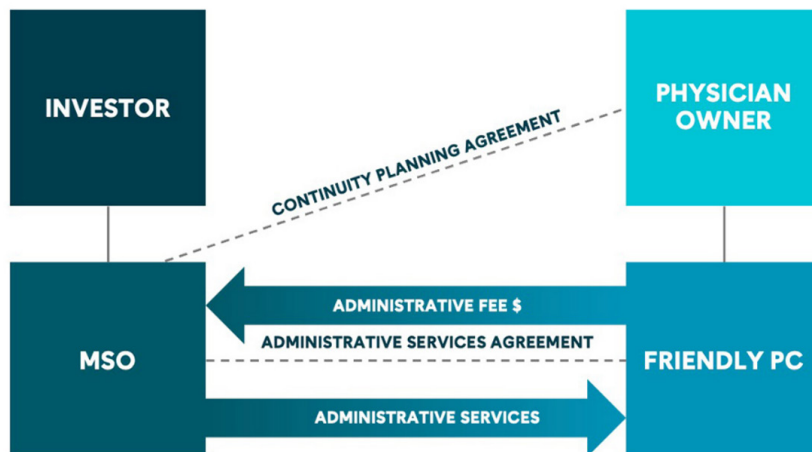 INVESTOR
PHYSICIAN
OWNER
CONTINUITY PLANNING AGREEMENT
ADMINISTRATIVE FEE $
ADMINISTRATIVE SERVICES AGREEMENT
MSO
FRIENDLY PC
ADMINISTRATIVE SERVICES